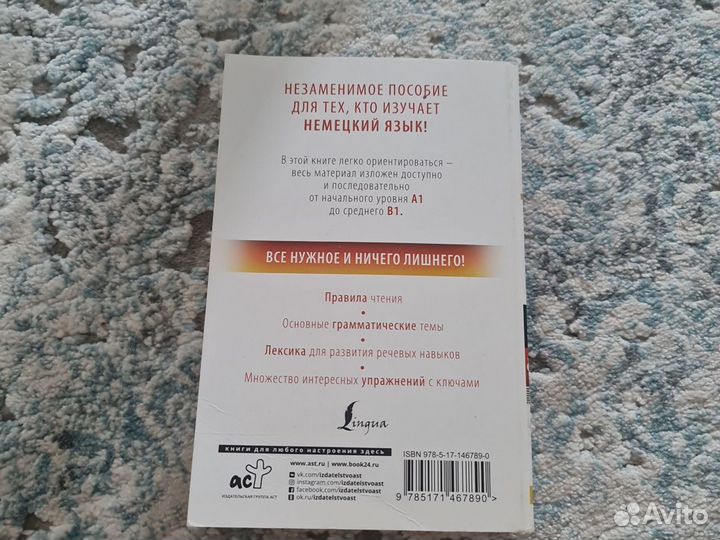 НЕЗАМЕНИМОЕ ПОСОБИЕ
ДЛЯ ТЕХ, КТО ИЗУЧАЕТ
НЕМЕЦКИЙ ЯЗЫК!
В этой книге легко ориентироваться –
весь материал изложен доступно
и последовательно
от начального уровня А1
до среднего В1.
ВСЕ НУЖНОЕ И НИЧЕГО ЛИШНЕГО!
Правила чтения
•
Основные грамматические темы
•
Лексика для развития речевых навыков
•
Множество интересных упражнений с ключами
Lingua
книги для любого настроения здесь
www.ast.ru | www.book24.ru
vk.com/izdatelstvoast
instagram.com/izdatelstvoast
facebook.com/izdatelstvoast
ok.ru/izdatelstvoast
аст
ИЗДАТЕЛЬСКАЯ ГРУППА АСТ
ISBN 978-5-17-146789-0
9 785171 467890 >
Avito